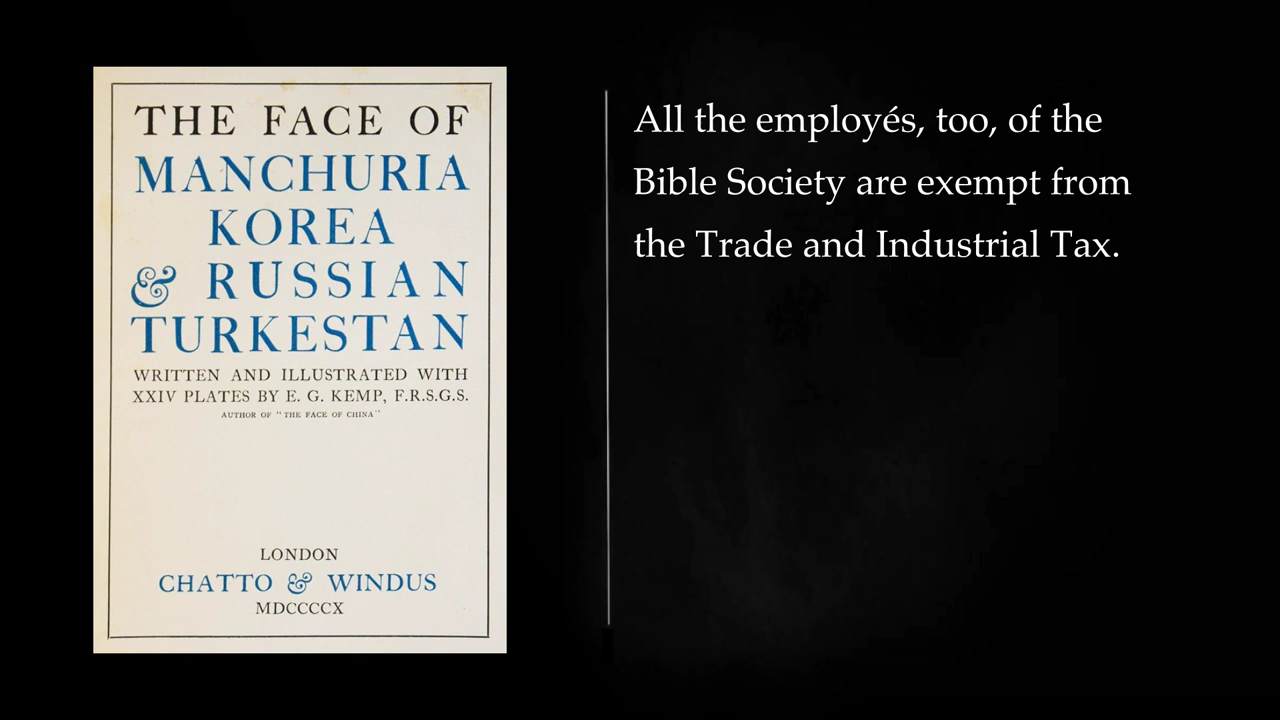 THE FACE OF
MANCHURIA
KOREA
& RUSSIAN
TURKESTAN
WRITTEN AND ILLUSTRATED WITH
XXIV PLATES BY E. G. KEMP, F.R.S.G.S.
AUTHOR OF "THE FACE OF CHINA"
LONDON
CHATTO & WINDUS
MDCCCCX
All the employés, too, of the
Bible Society are exempt from
the Trade and Industrial Tax.